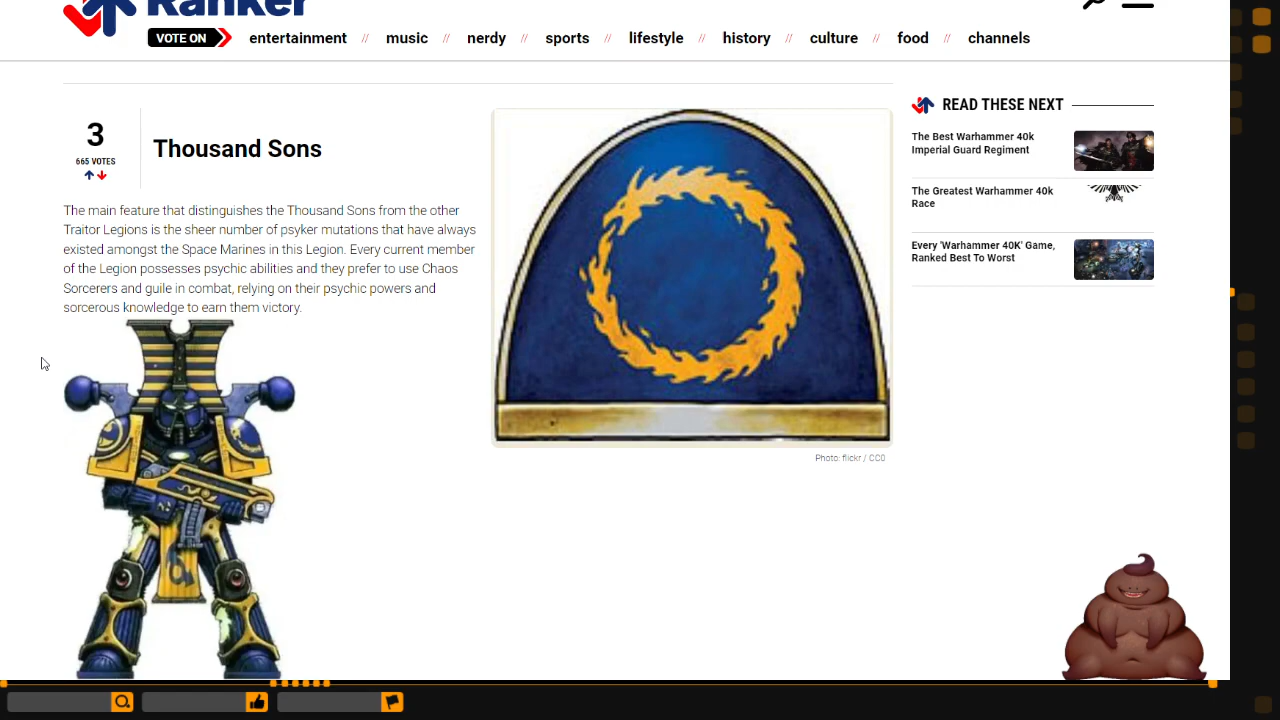 Ranker
VOTE ON entertainment // music // nerdy // sports // lifestyle // history // culture // food // channels
3
665 VOTES
Thousand Sons
The main feature that distinguishes the Thousand Sons from the other
Traitor Legions is the sheer number of psyker mutations that have always
existed amongst the Space Marines in this Legion. Every current member
of the Legion possesses psychic abilities and they prefer to use Chaos
Sorcerers and guile in combat, relying on their psychic powers and
sorcerous knowledge to earn them victory.
Photo: flickr / CC0
READ THESE NEXT
The Best Warhammer 40k
Imperial Guard Regiment
The Greatest Warhammer 40k
Race
Every 'Warhammer 40K' Game,
Ranked Best To Worst